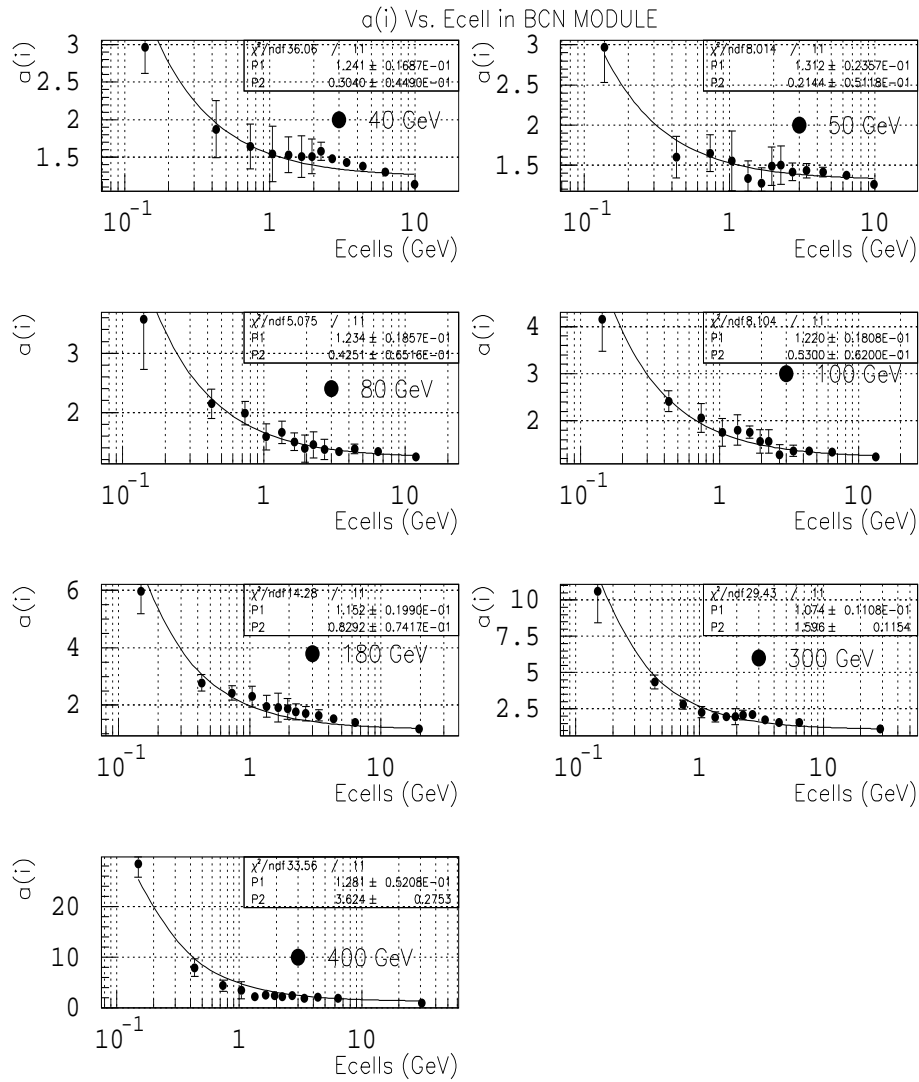 a(i) Vs. Ecell in BCN MODULE
a(i)
3
2.5
2
1.5
χ²/ndf 36.06 / 11
P1 1.241 ± 0.1687E-01
P2 0.3040 ± 0.4490E-01
40 GeV
10⁻¹ 1 10
Ecells (GeV)
a(i)
3
2.5
2
1.5
χ²/ndf 8.014 / 11
P1 1.312 ± 0.2357E-01
P2 0.2144 ± 0.5118E-01
50 GeV
10⁻¹ 1 10
Ecells (GeV)
a(i)
3
2
χ²/ndf 5.075 / 11
P1 1.234 ± 0.1857E-01
P2 0.4251 ± 0.6516E-01
80 GeV
10⁻¹ 1 10
Ecells (GeV)
a(i)
4
3
2
χ²/ndf 8.104 / 11
P1 1.220 ± 0.1808E-01
P2 0.5300 ± 0.6200E-01
100 GeV
10⁻¹ 1 10
Ecells (GeV)
a(i)
6
4
2
χ²/ndf 14.28 / 11
P1 1.152 ± 0.1990E-01
P2 0.8292 ± 0.7417E-01
180 GeV
10⁻¹ 1 10
Ecells (GeV)
a(i)
10
7.5
5
2.5
χ²/ndf 29.43 / 11
P1 1.074 ± 0.1108E-01
P2 1.596 ± 0.1154
300 GeV
10⁻¹ 1 10
Ecells (GeV)
a(i)
20
10
0
χ²/ndf 33.56 / 11
P1 1.281 ± 0.5208E-01
P2 3.624 ± 0.2753
400 GeV
10⁻¹ 1 10
Ecells (GeV)